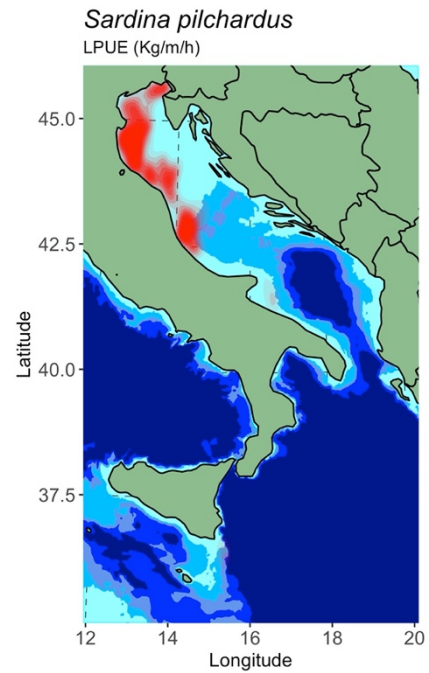 Sardina pilchardus
LPUE (Kg/m/h)
45.0
42.5
40.0
37.5
Latitude
12 14 16 18 20
Longitude